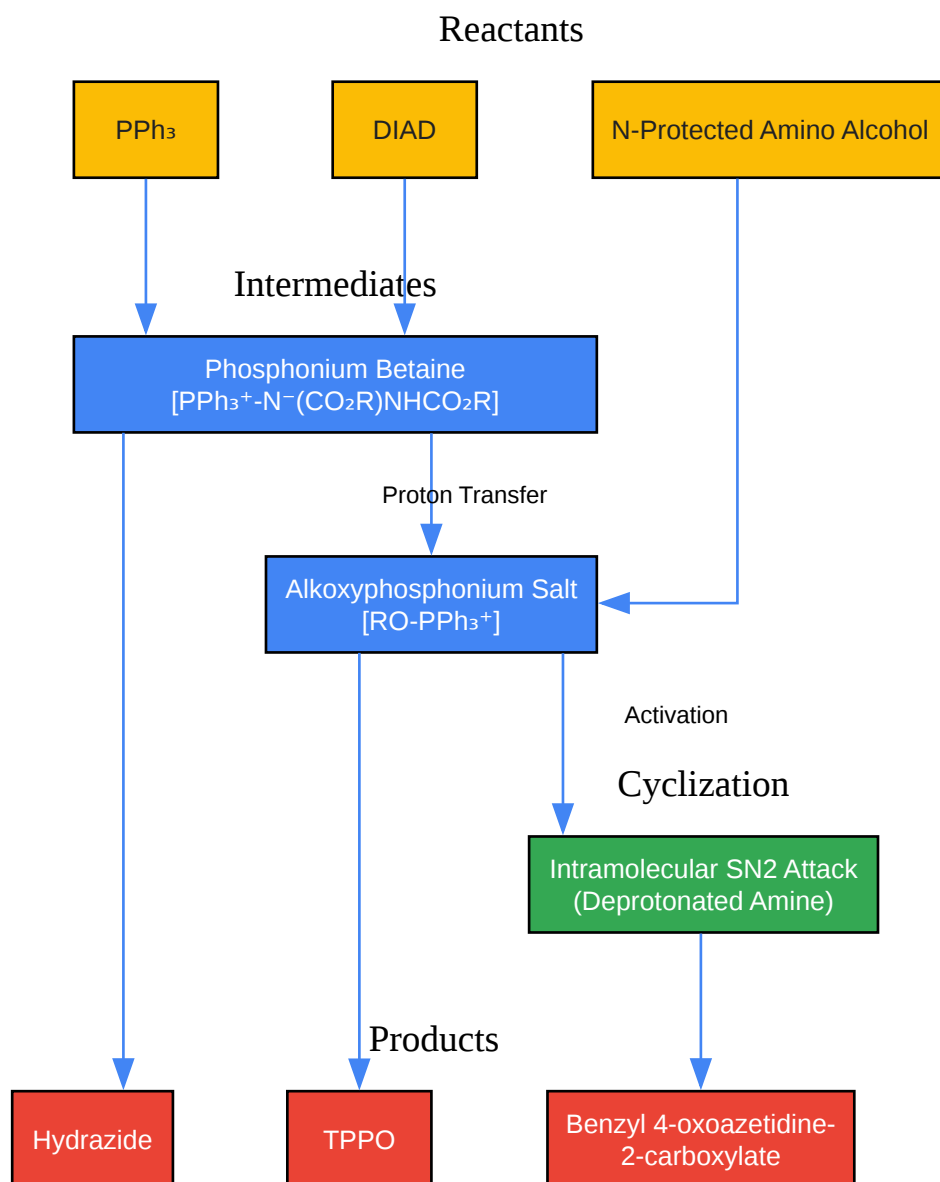 Reactants
PPh₃
DIAD
N-Protected Amino Alcohol
Intermediates
Phosphonium Betaine
[PPh₃⁺-N⁻(CO₂R)NHCO₂R]
Proton Transfer
Alkoxyphosphonium Salt
[RO-PPh₃⁺]
Activation
Cyclization
Intramolecular SN2 Attack
(Deprotonated Amine)
Products
Hydrazide
TPPO
Benzyl 4-oxoazetidine-
2-carboxylate